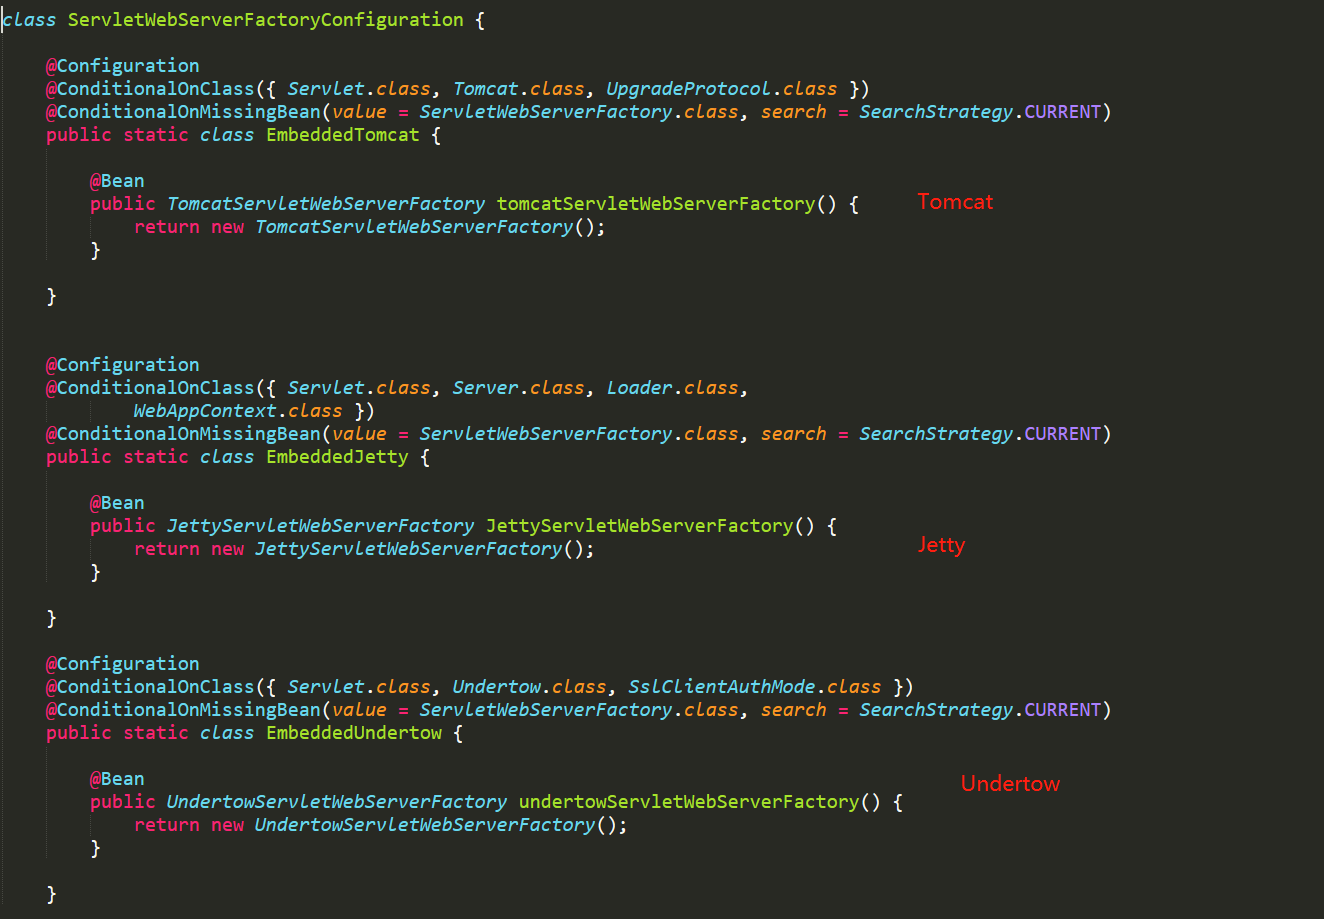 class ServletWebServerFactoryConfiguration {
@Configuration
@ConditionalOnClass({ Servlet.class, Tomcat.class, UpgradeProtocol.class })
@ConditionalOnMissingBean(value = ServletWebServerFactory.class, search = SearchStrategy.CURRENT)
public static class EmbeddedTomcat {
@Bean
public TomcatServletWebServerFactory tomcatServletWebServerFactory() { Tomcat
return new TomcatServletWebServerFactory();
}
}
@Configuration
@ConditionalOnClass({ Servlet.class, Server.class, Loader.class,
WebAppContext.class })
@ConditionalOnMissingBean(value = ServletWebServerFactory.class, search = SearchStrategy.CURRENT)
public static class EmbeddedJetty {
@Bean
public JettyServletWebServerFactory JettyServletWebServerFactory() {
return new JettyServletWebServerFactory(); Jetty
}
}
@Configuration
@ConditionalOnClass({ Servlet.class, Undertow.class, SslClientAuthMode.class })
@ConditionalOnMissingBean(value = ServletWebServerFactory.class, search = SearchStrategy.CURRENT)
public static class EmbeddedUndertow {
@Bean Undertow
public UndertowServletWebServerFactory undertowServletWebServerFactory() {
return new UndertowServletWebServerFactory();
}
}